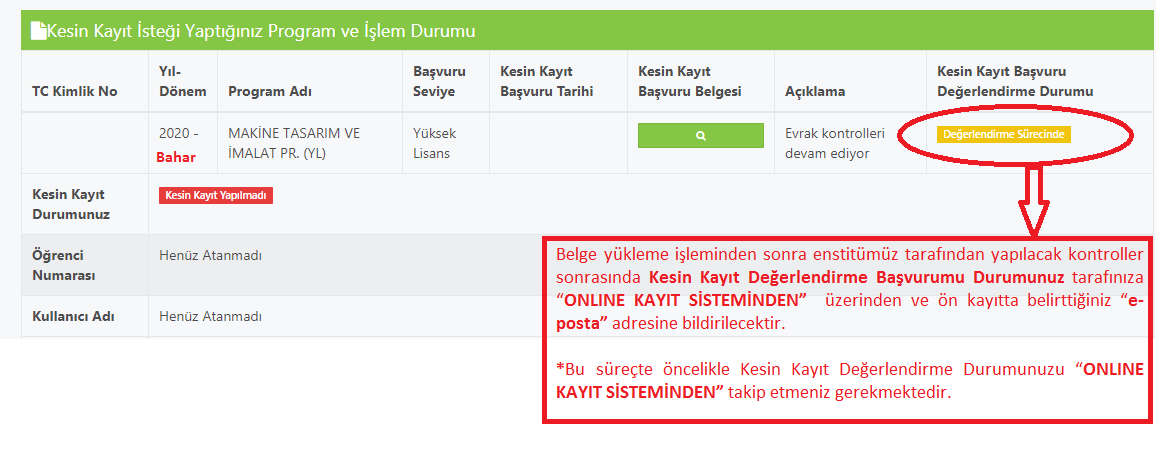 Kesin Kayıt İsteği Yaptığınız Program ve İşlem Durumu
TC Kimlik No
Yıl-
Dönem
Program Adı
Başvuru
Seviye
Kesin Kayıt
Başvuru Tarihi
Kesin Kayıt
Başvuru Belgesi
Açıklama
Kesin Kayıt Başvuru
Değerlendirme Durumu
2020 -
Bahar
MAKİNE TASARIM VE
İMALAT PR. (YL)
Yüksek
Lisans
Evrak kontrolleri
devam ediyor
Değerlendirme Sürecinde
Kesin Kayıt
Durumunuz
Kesin Kayıt Yapılmadı
Öğrenci
Numarası
Henüz Atanmadı
Kullanıcı Adı
Henüz Atanmadı
Belge yükleme işleminden sonra enstitümüz tarafından yapılacak kontroller
sonrasında Kesin Kayıt Değerlendirme Başvurumu Durumunuz tarafınıza
“ONLINE KAYIT SİSTEMİNDEN” üzerinden ve ön kayıtta belirttiğiniz “e-
posta” adresine bildirilecektir.
*Bu süreçte öncelikle Kesin Kayıt Değerlendirme Durumunuzu “ONLINE
KAYIT SİSTEMİNDEN” takip etmeniz gerekmektedir.